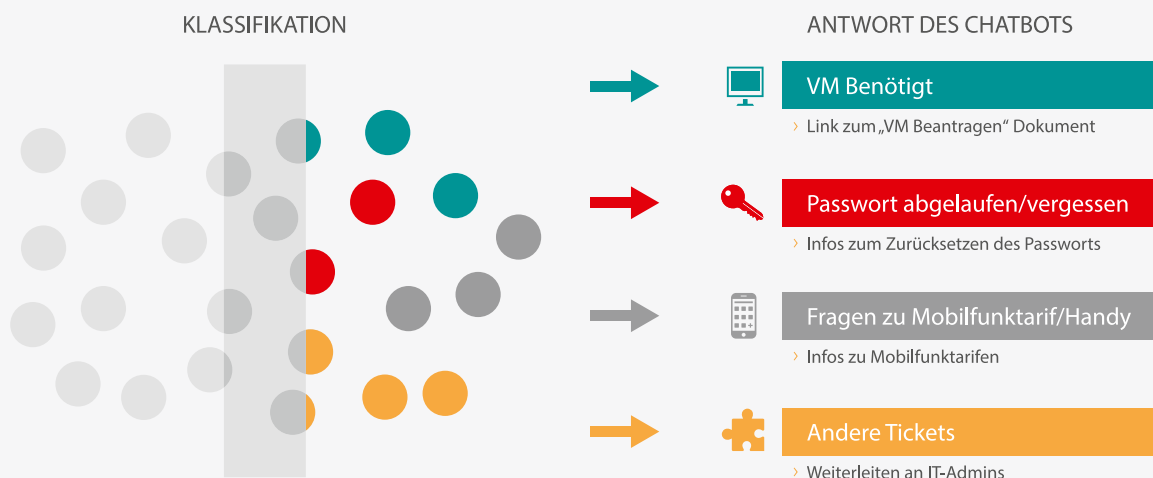 KLASSIFIKATION
ANTWORT DES CHATBOTS
VM Benötigt
› Link zum „VM Beantragen“ Dokument
Passwort abgelaufen/vergessen
› Infos zum Zurücksetzen des Passworts
Fragen zu Mobilfunktarif/Handy
› Infos zu Mobilfunktarifen
Andere Tickets
› Weiterleiten an IT-Admins